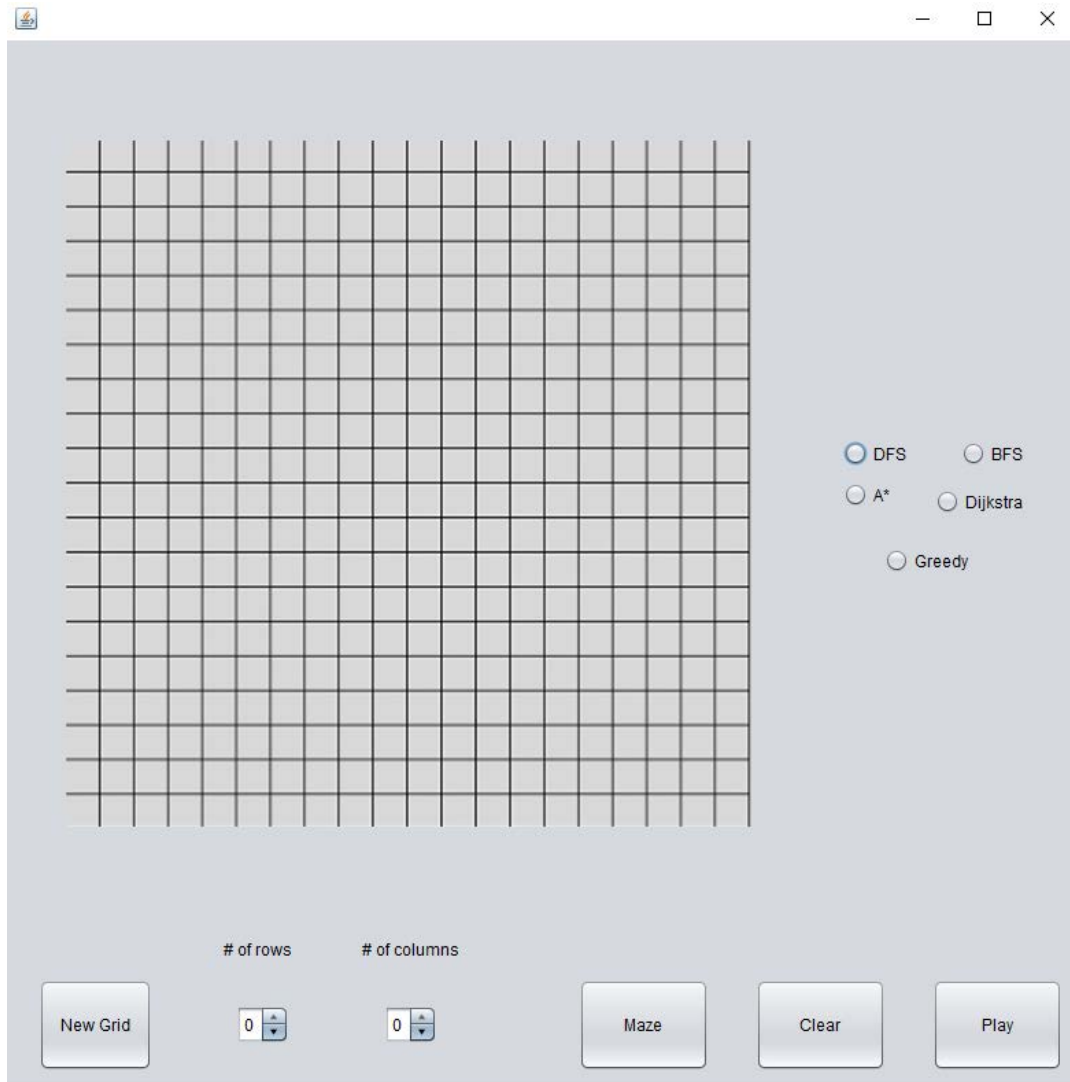 DFS BFS
A* Dijkstra
Greedy
# of rows # of columns
New Grid 0 0 Maze Clear Play